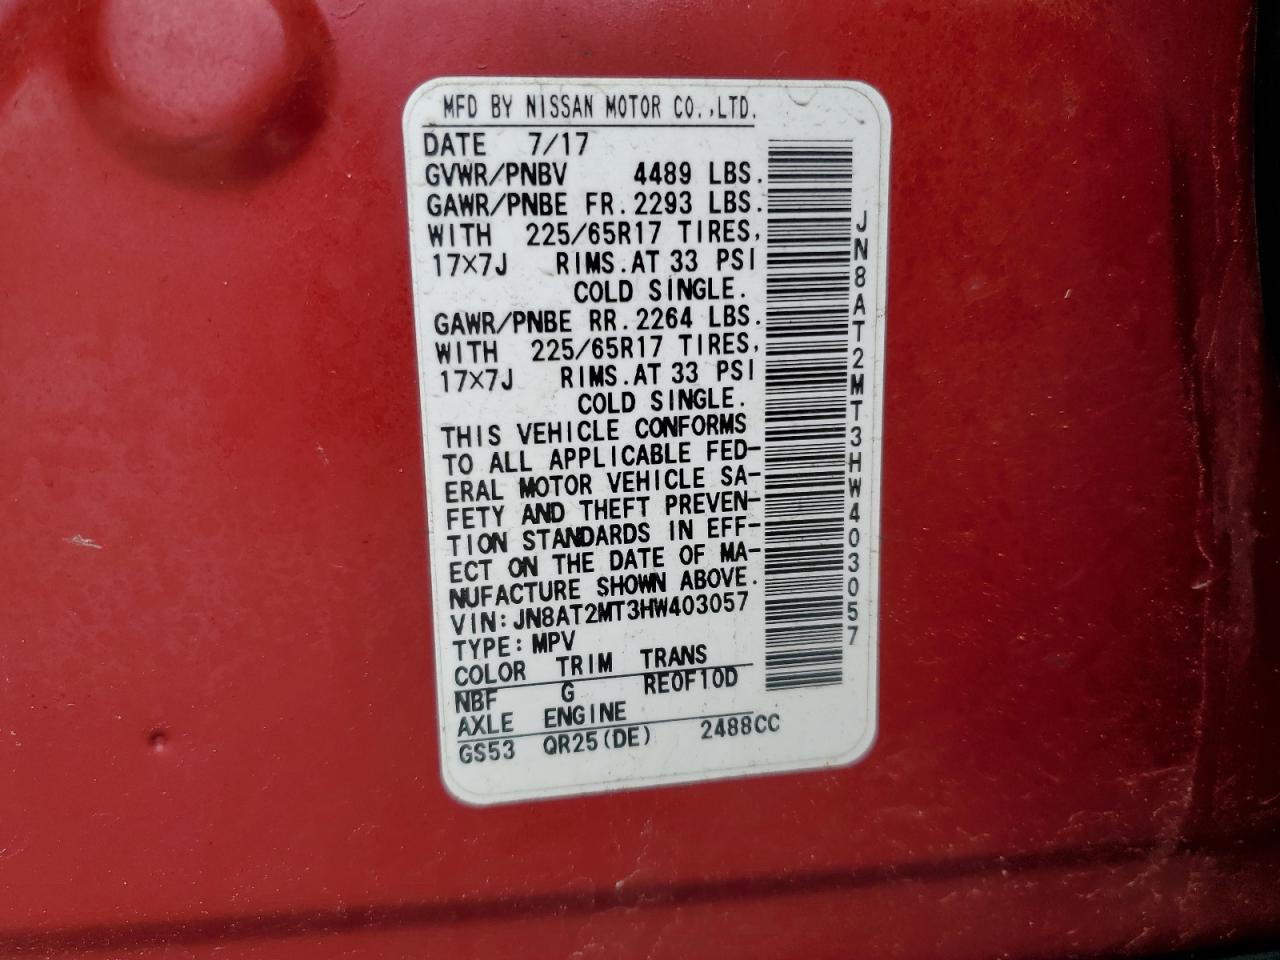 MFD BY NISSAN MOTOR CO.,LTD.
DATE 7/17
GVWR/PNBV 4489 LBS.
GAWR/PNBE FR. 2293 LBS.
WITH 225/65R17 TIRES,
17×7J RIMS. AT 33 PSI
COLD SINGLE.
GAWR/PNBE RR. 2264 LBS.
WITH 225/65R17 TIRES,
17×7J RIMS. AT 33 PSI
COLD SINGLE.
THIS VEHICLE CONFORMS
TO ALL APPLICABLE FED-
ERAL MOTOR VEHICLE SA-
FETY AND THEFT PREVEN-
TION STANDARDS IN EFF-
ECT ON THE DATE OF MA-
NUFACTURE SHOWN ABOVE.
VIN: JN8AT2MT3HW403057
TYPE: MPV
COLOR TRIM TRANS
NBF G RE0F10D
AXLE ENGINE
GS53 QR25(DE) 2488CC
JN8AT2MT3HW403057